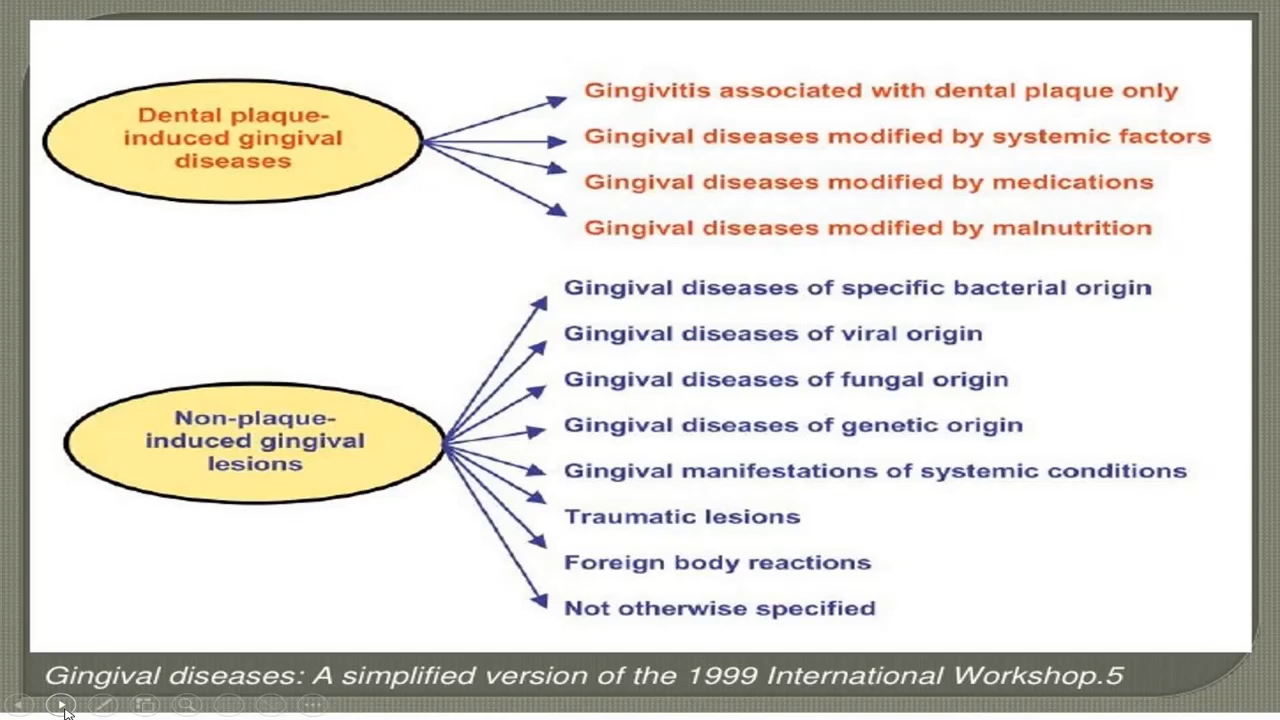 Dental plaque-
induced gingival
diseases
Gingivitis associated with dental plaque only
Gingival diseases modified by systemic factors
Gingival diseases modified by medications
Gingival diseases modified by malnutrition
Non-plaque-
induced gingival
lesions
Gingival diseases of specific bacterial origin
Gingival diseases of viral origin
Gingival diseases of fungal origin
Gingival diseases of genetic origin
Gingival manifestations of systemic conditions
Traumatic lesions
Foreign body reactions
Not otherwise specified
Gingival diseases: A simplified version of the 1999 International Workshop.5